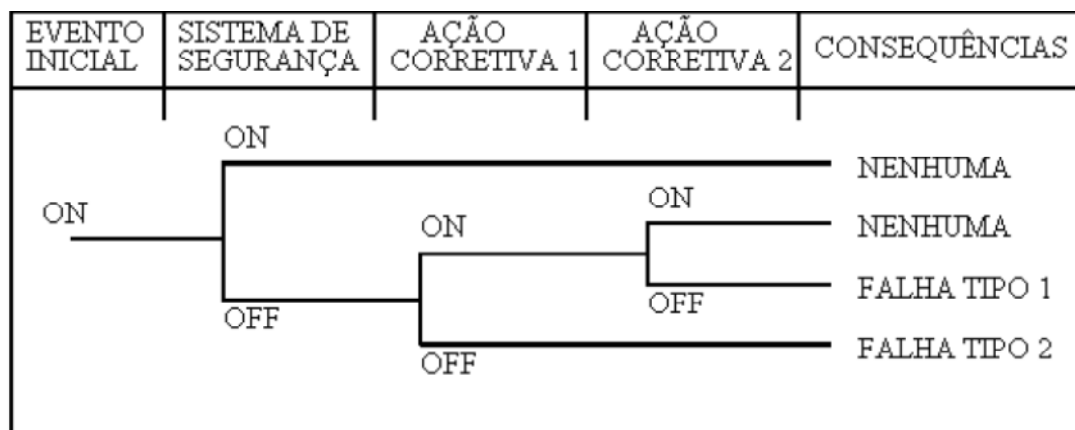 EVENTO
INICIAL
SISTEMA DE
SEGURANÇA
AÇÃO
CORRETIVA 1
AÇÃO
CORRETIVA 2
CONSEQUÊNCIAS
ON
NENHUMA
ON
ON
ON
NENHUMA
OFF
OFF
FALHA TIPO 1
OFF
FALHA TIPO 2